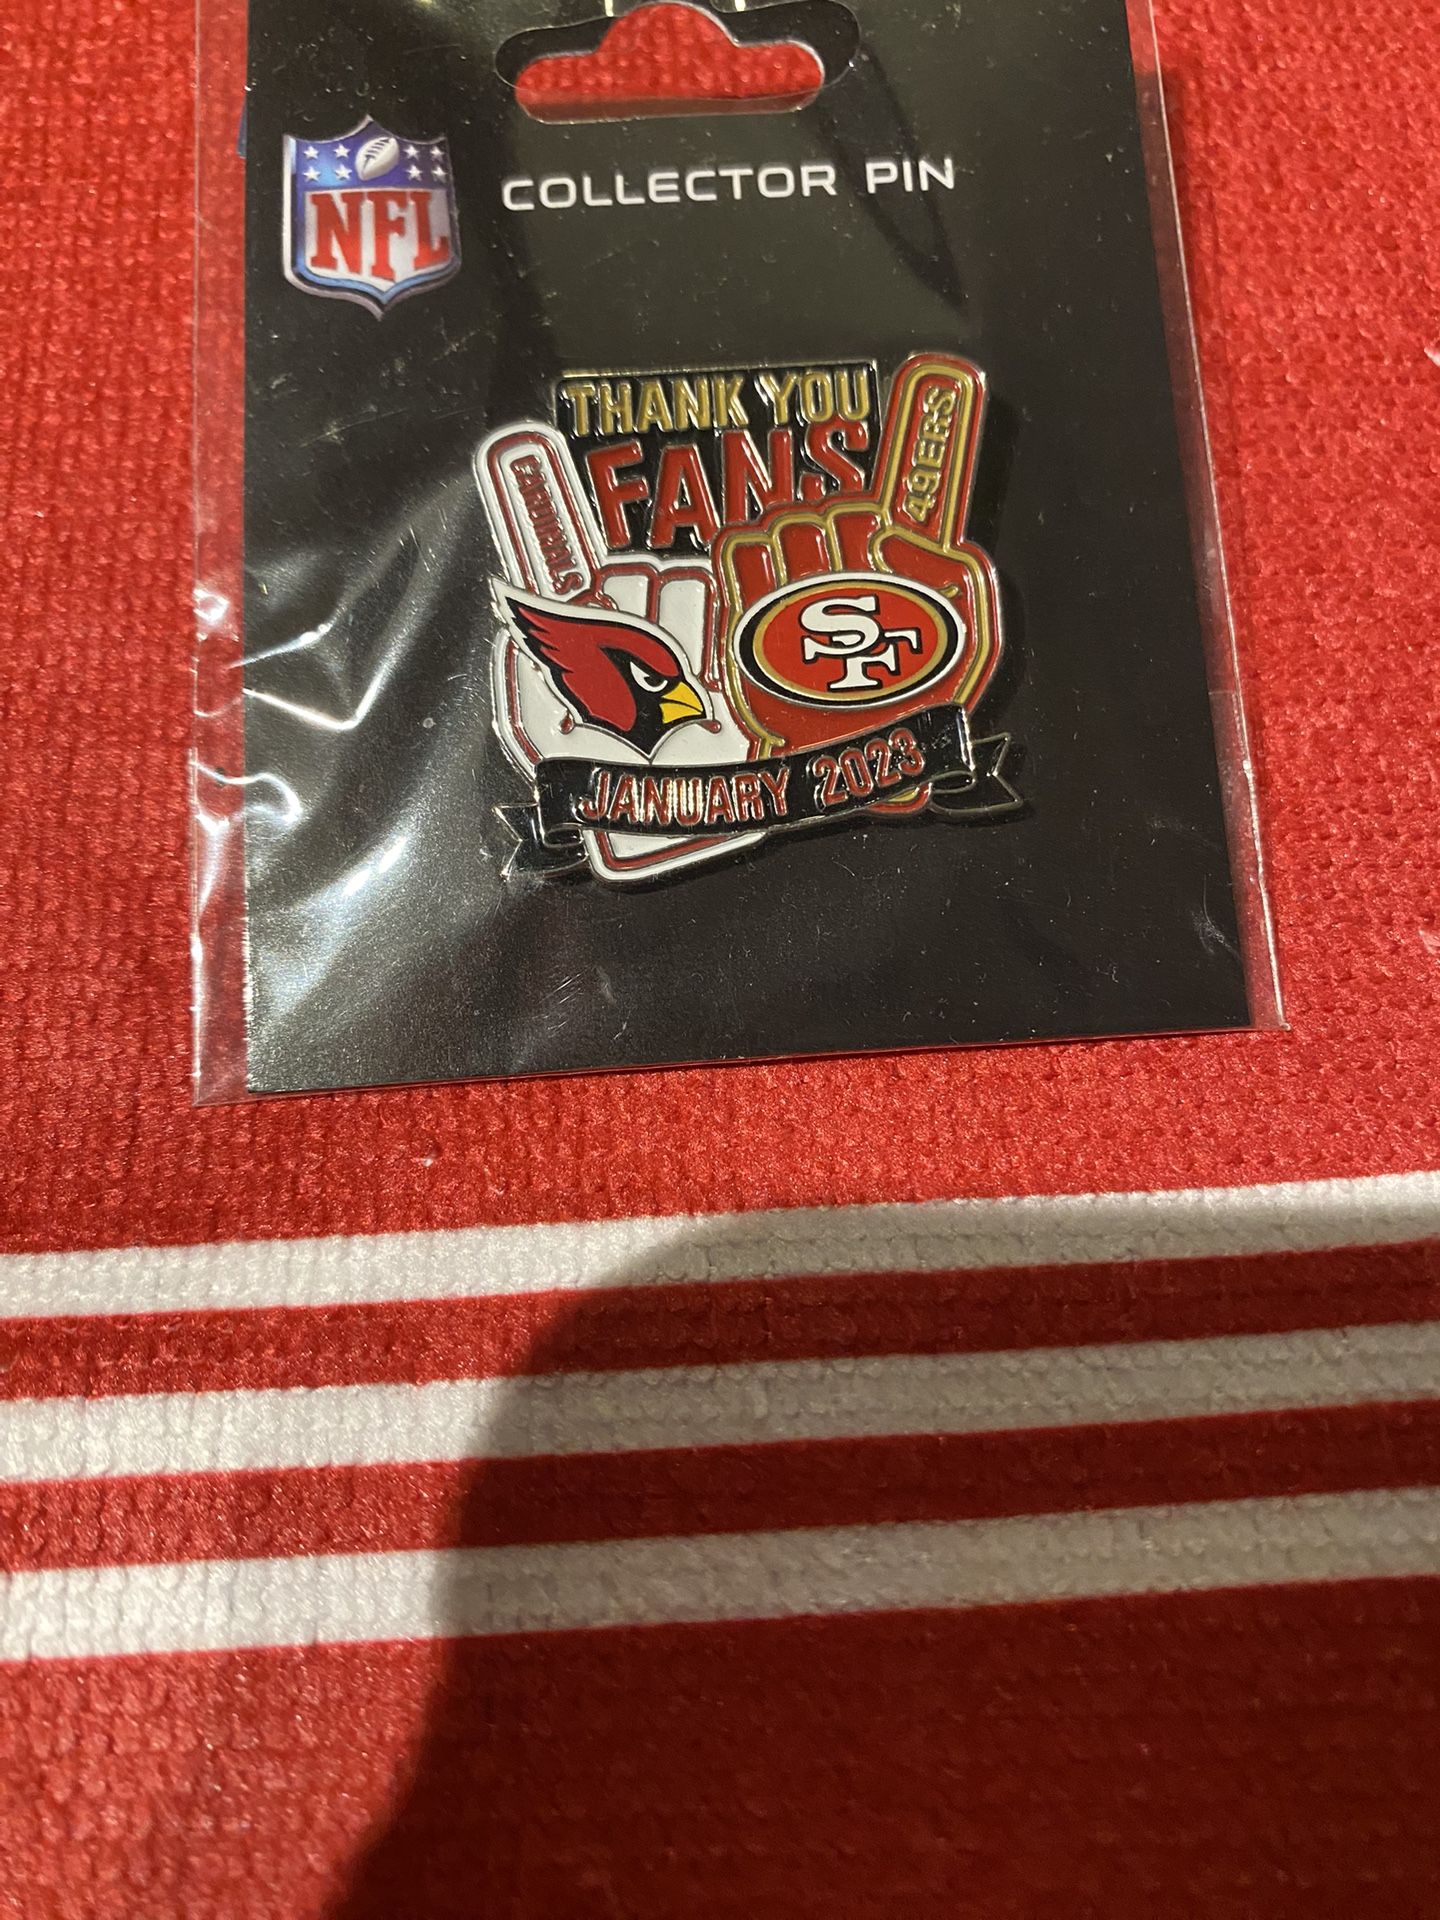 NFL
COLLECTOR PIN
THANK YOU
FANS
CARDINALS
49ERS
SF
JANUARY 2023